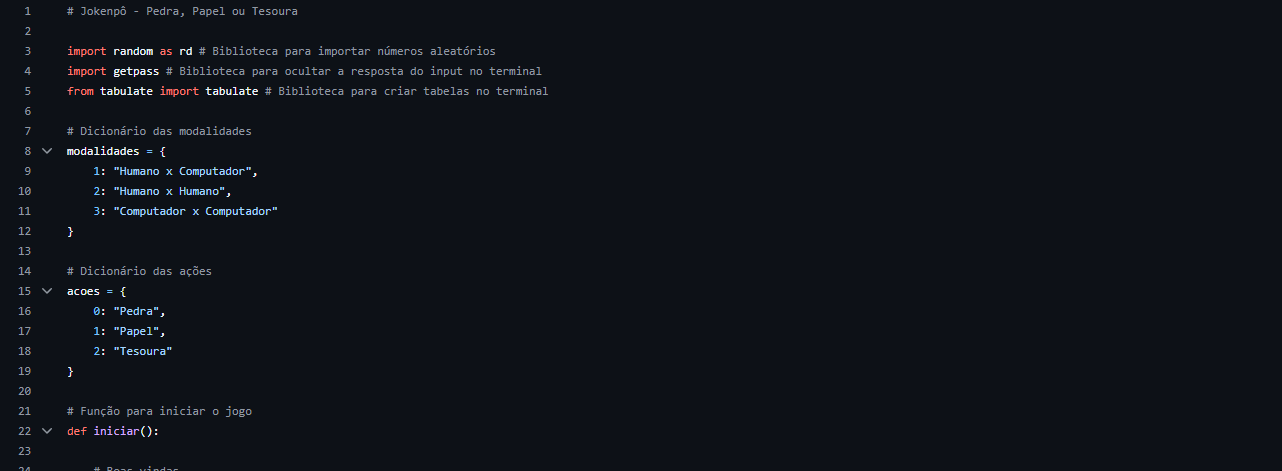 1 # Jokenpô - Pedra, Papel ou Tesoura
2
3 import random as rd # Biblioteca para importar números aleatórios
4 import getpass # Biblioteca para ocultar a resposta do input no terminal
5 from tabulate import tabulate # Biblioteca para criar tabelas no terminal
6
7 # Dicionário das modalidades
8 modalidades = {
9     1: "Humano x Computador",
10     2: "Humano x Humano",
11     3: "Computador x Computador"
12 }
13
14 # Dicionário das ações
15 acoes = {
16     0: "Pedra",
17     1: "Papel",
18     2: "Tesoura"
19 }
20
21 # Função para iniciar o jogo
22 def iniciar():
23
24     # Boas vindas